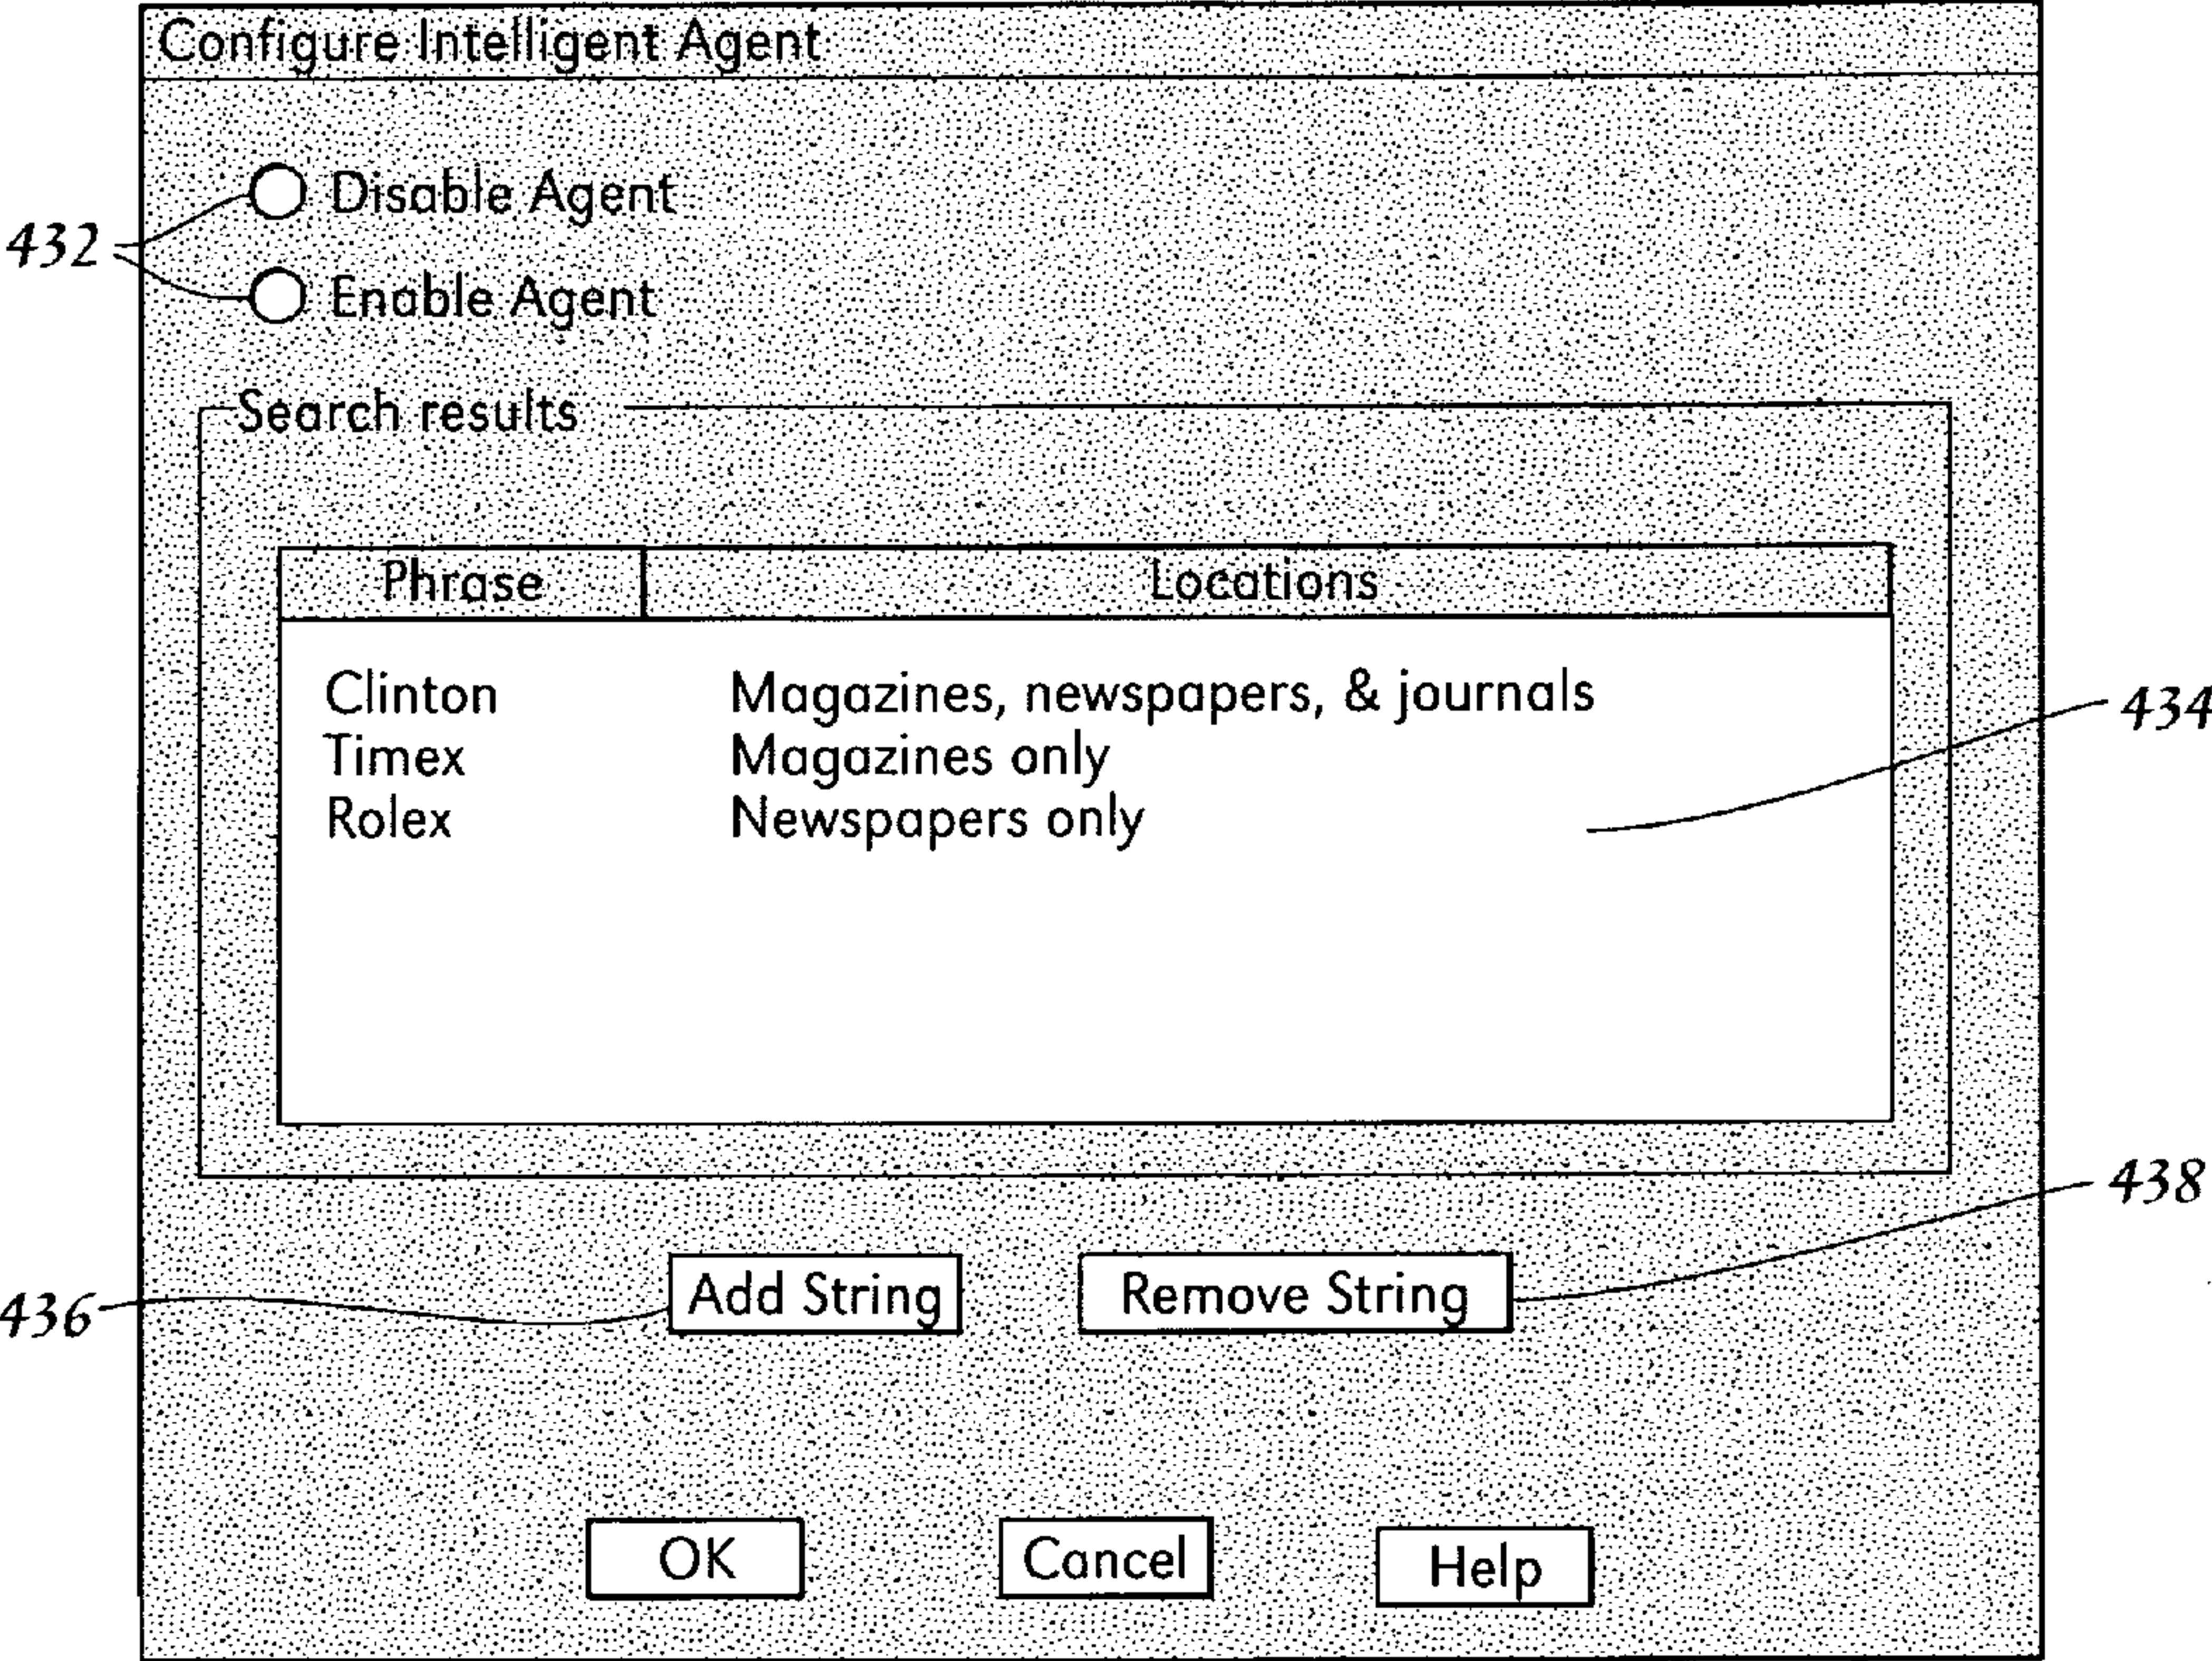 Configure Intelligent Agent
Disable Agent
432
Enable Agent
Search results
Phrase Locations
Clinton Magazines, newspapers, & journals
434
Timex Magazines only
Rolex Newspapers only
438
Add String Remove String
436
OK Cancel Help